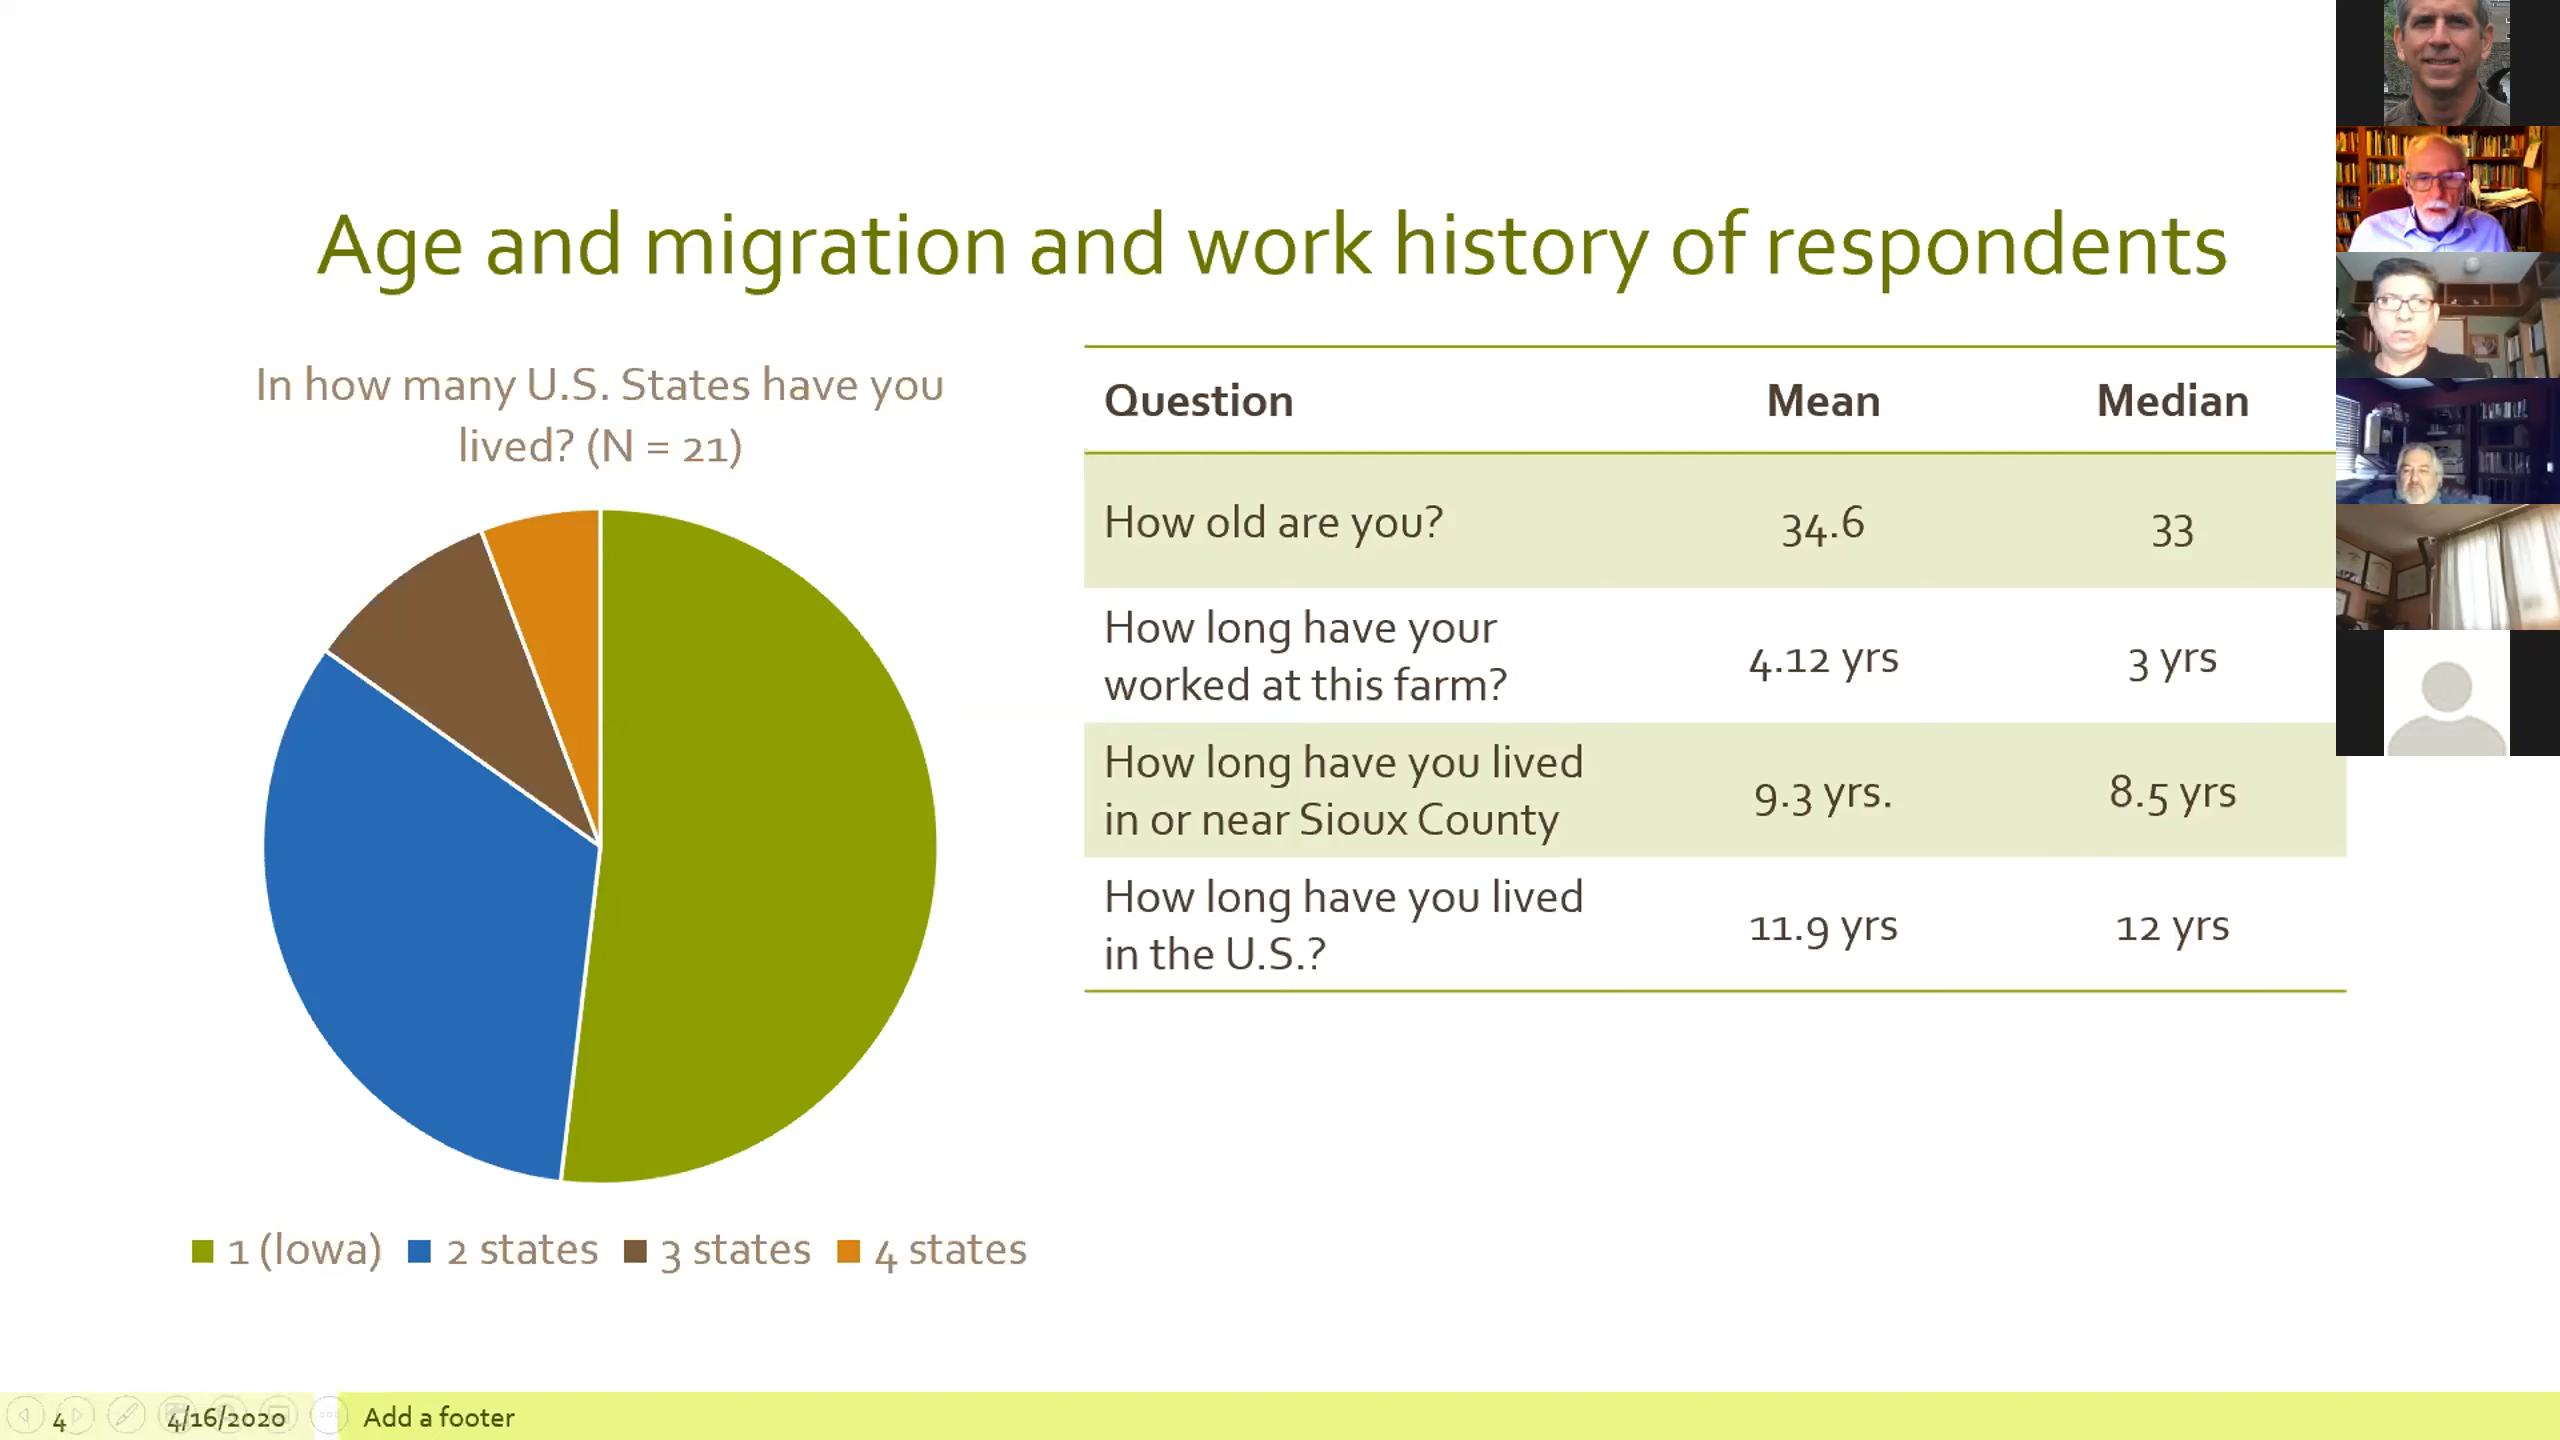 Age and migration and work history of respondents
In how many U.S. States have you
lived? (N = 21)
1 (Iowa) 2 states 3 states 4 states
Question Mean Median
How old are you? 34.6 33
How long have your
worked at this farm? 4.12 yrs 3 yrs
How long have you lived
in or near Sioux County 9.3 yrs. 8.5 yrs
How long have you lived
in the U.S.? 11.9 yrs 12 yrs
4 4/16/2020 Add a footer